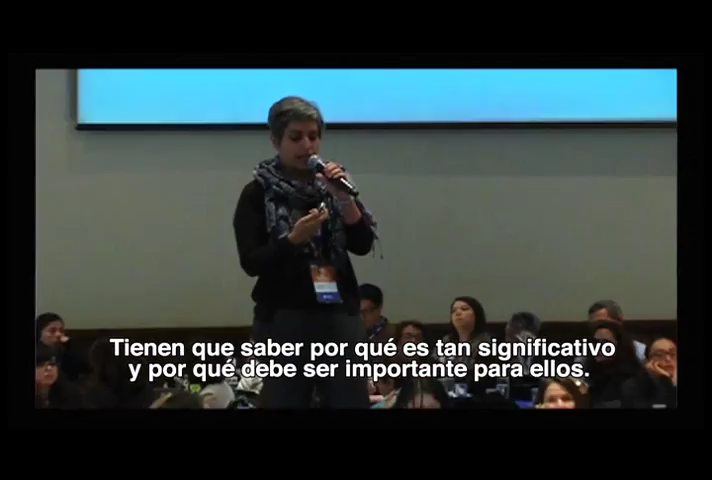 Tienen que saber por qué es tan significativo
y por qué debe ser importante para ellos.